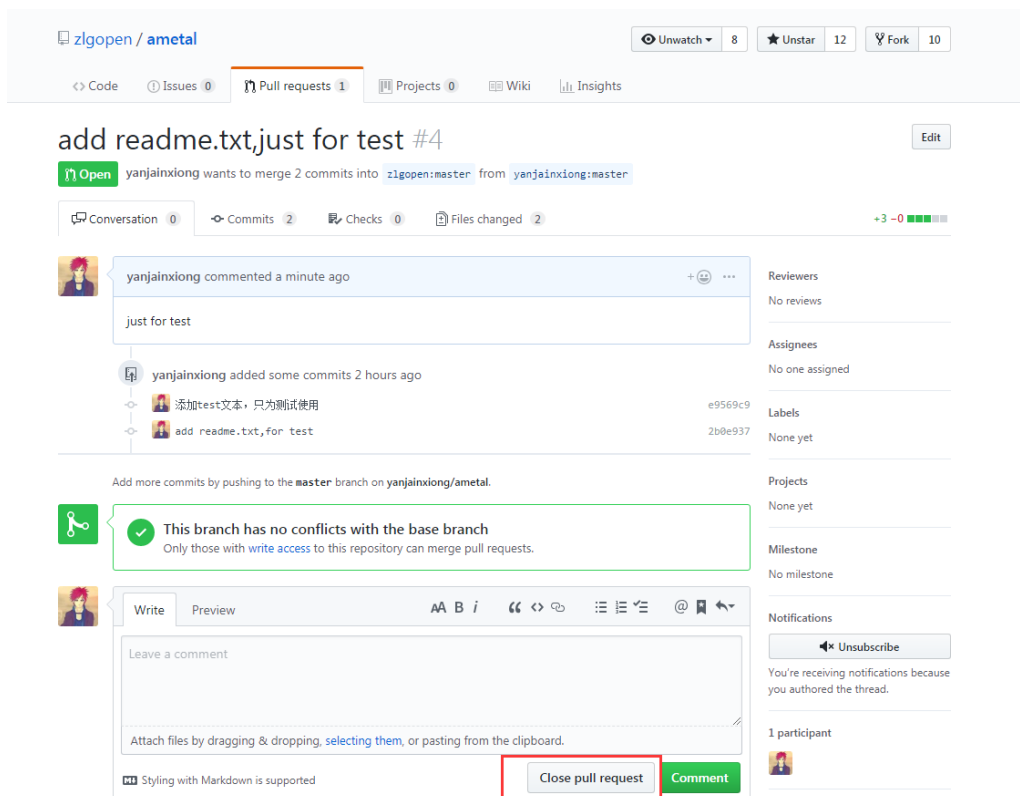 zlgopen / ametal
Unwatch 8 Unstar 12 Fork 10
Code Issues 0 Pull requests 1 Projects 0 Wiki Insights
add readme.txt,just for test #4
Edit
Open yanjainxiong wants to merge 2 commits into zlgopen:master from yanjainxiong:master
Conversation 0 Commits 2 Checks 0 Files changed 2
+3 −0
yanjainxiong commented a minute ago
just for test
yanjainxiong added some commits 2 hours ago
添加test文本，只为测试使用 e9569c9
add readme.txt,for test 2b0e937
Add more commits by pushing to the master branch on yanjainxiong/ametal.
This branch has no conflicts with the base branch
Only those with write access to this repository can merge pull requests.
Write Preview
AA B i
Leave a comment
Attach files by dragging & dropping, selecting them, or pasting from the clipboard.
Styling with Markdown is supported
Close pull request Comment
Reviewers
No reviews
Assignees
No one assigned
Labels
None yet
Projects
None yet
Milestone
No milestone
Notifications
Unsubscribe
You're receiving notifications because
you authored the thread.
1 participant